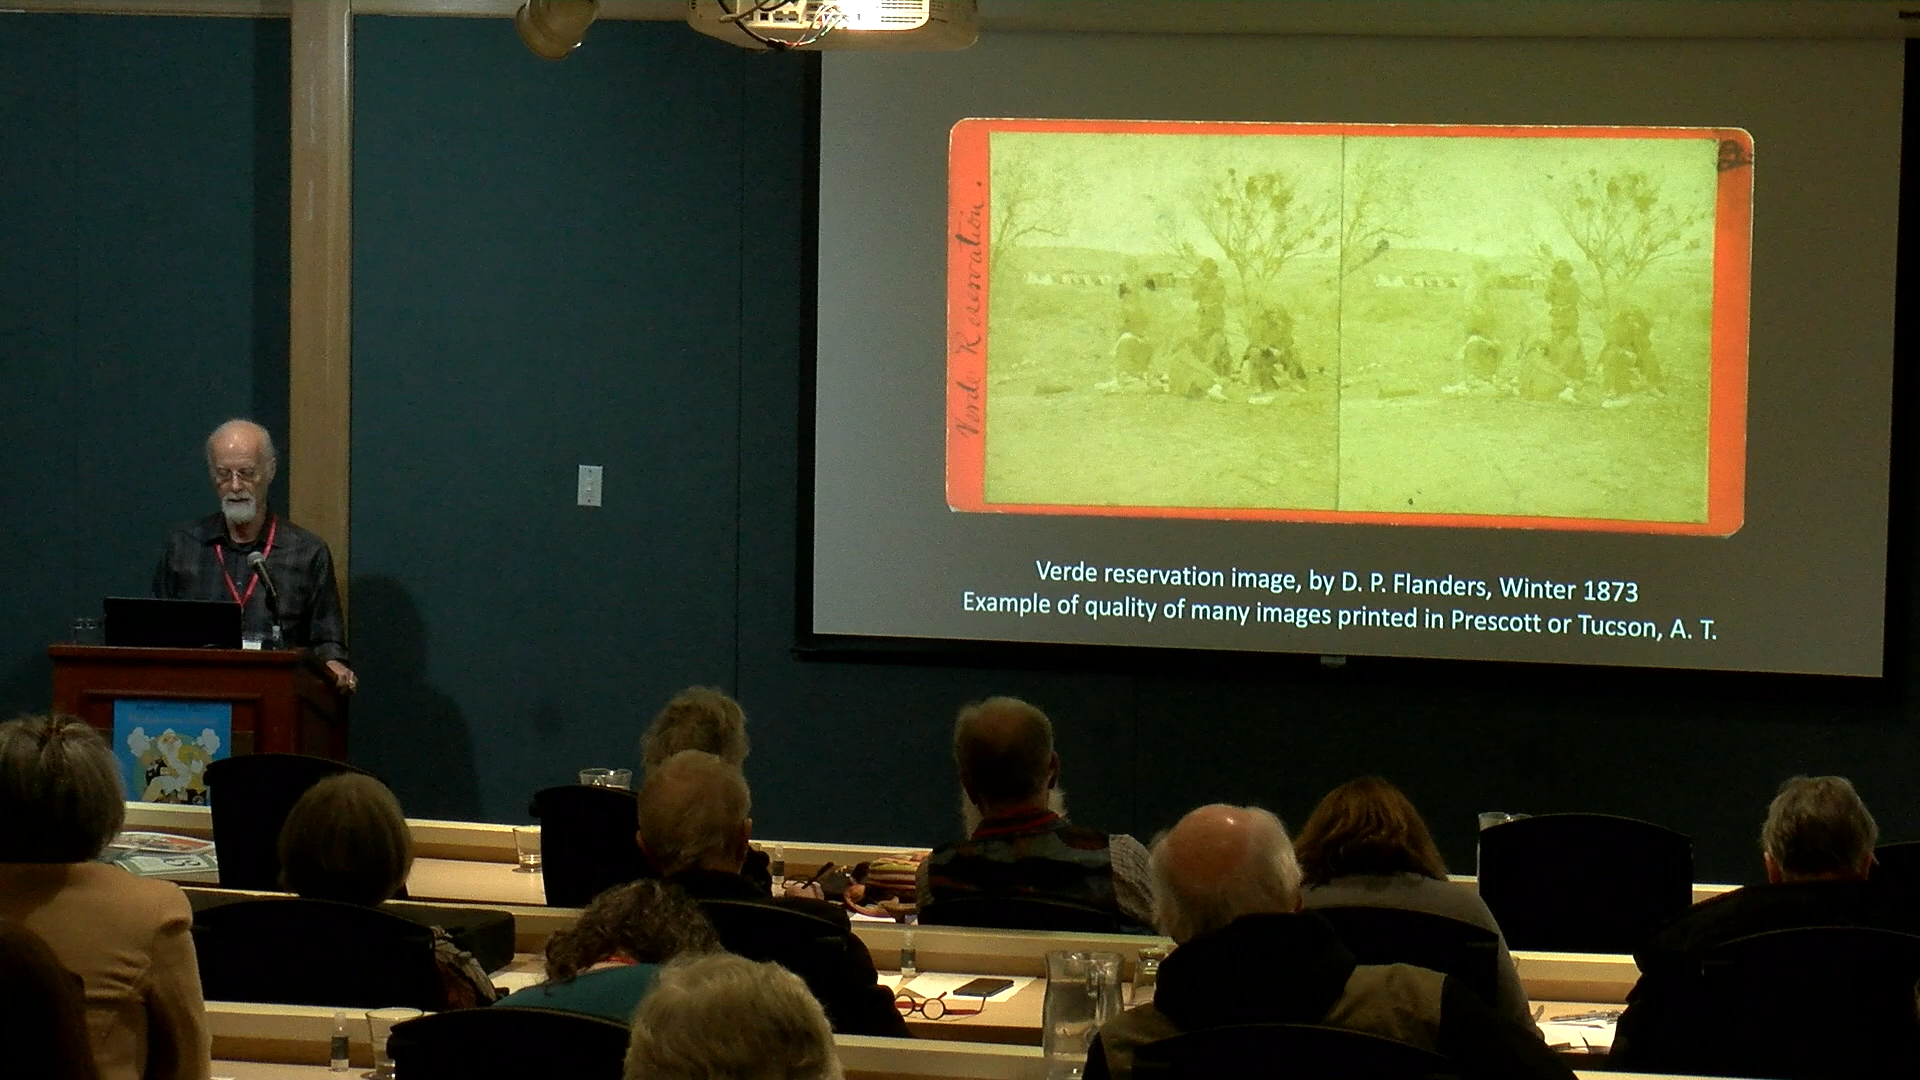 Verde Reservation.
Verde reservation image, by D. P. Flanders, Winter 1873
Example of quality of many images printed in Prescott or Tucson, A. T.